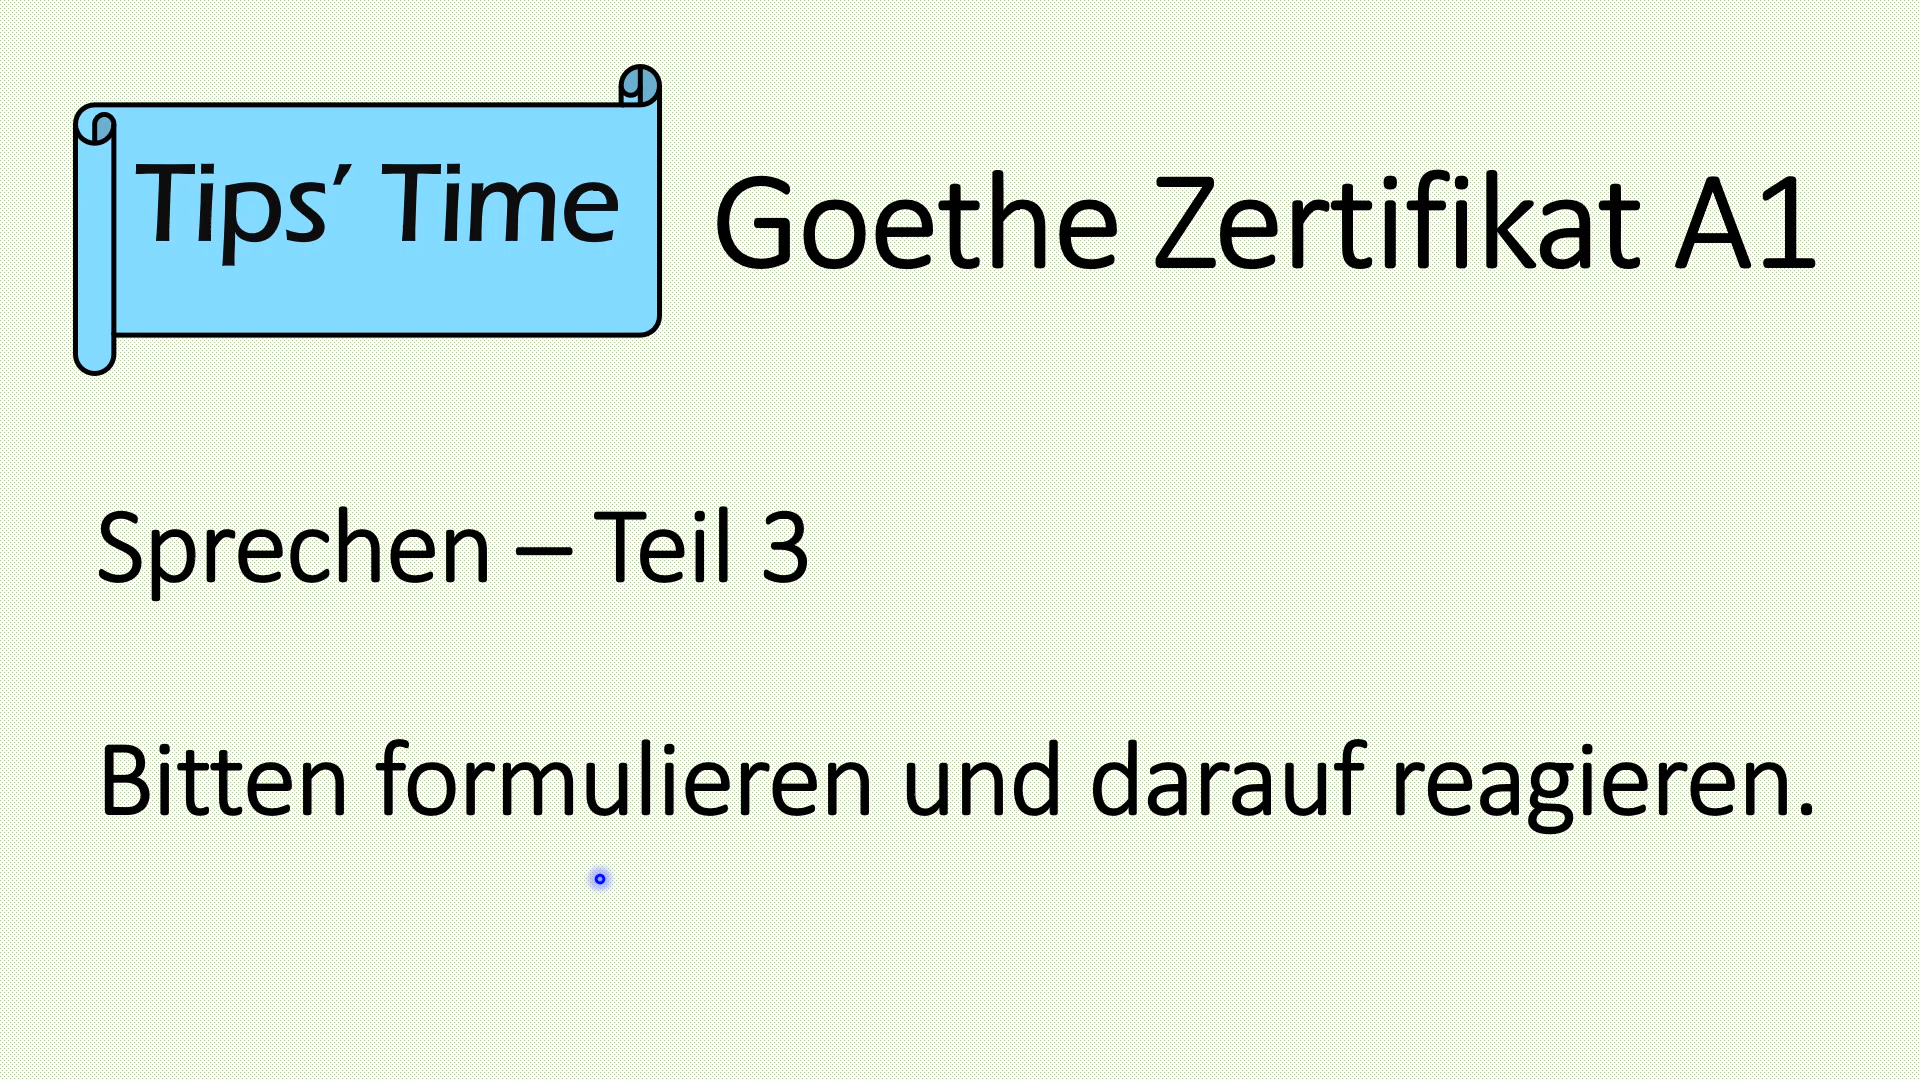 Tips’ Time
Goethe Zertifikat A1
Sprechen – Teil 3
Bitten formulieren und darauf reagieren.